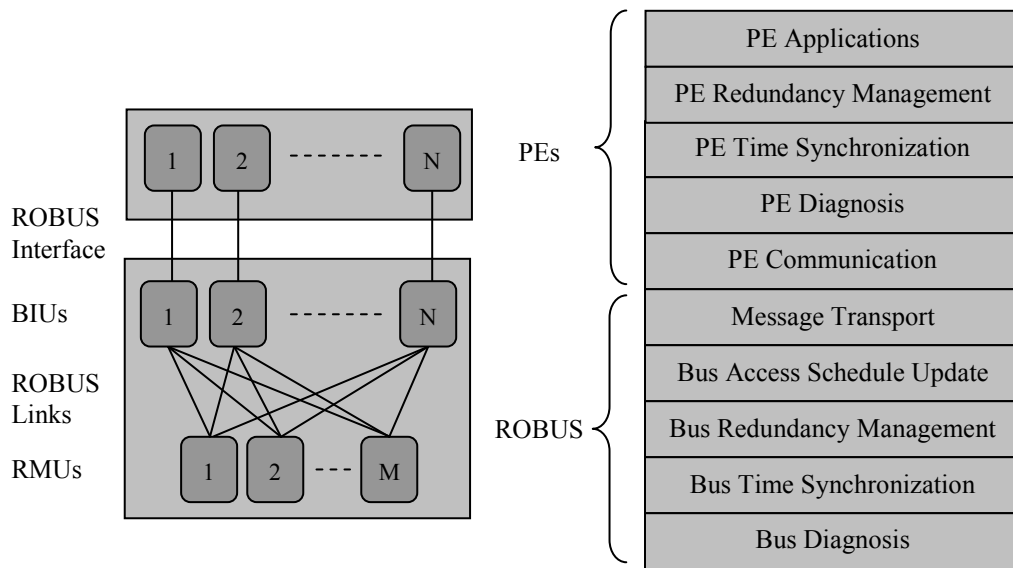 1
2
N
ROBUS
Interface
BIUs
1
2
N
ROBUS
Links
RMUs
1
2
M
PEs
ROBUS
PE Applications
PE Redundancy Management
PE Time Synchronization
PE Diagnosis
PE Communication
Message Transport
Bus Access Schedule Update
Bus Redundancy Management
Bus Time Synchronization
Bus Diagnosis